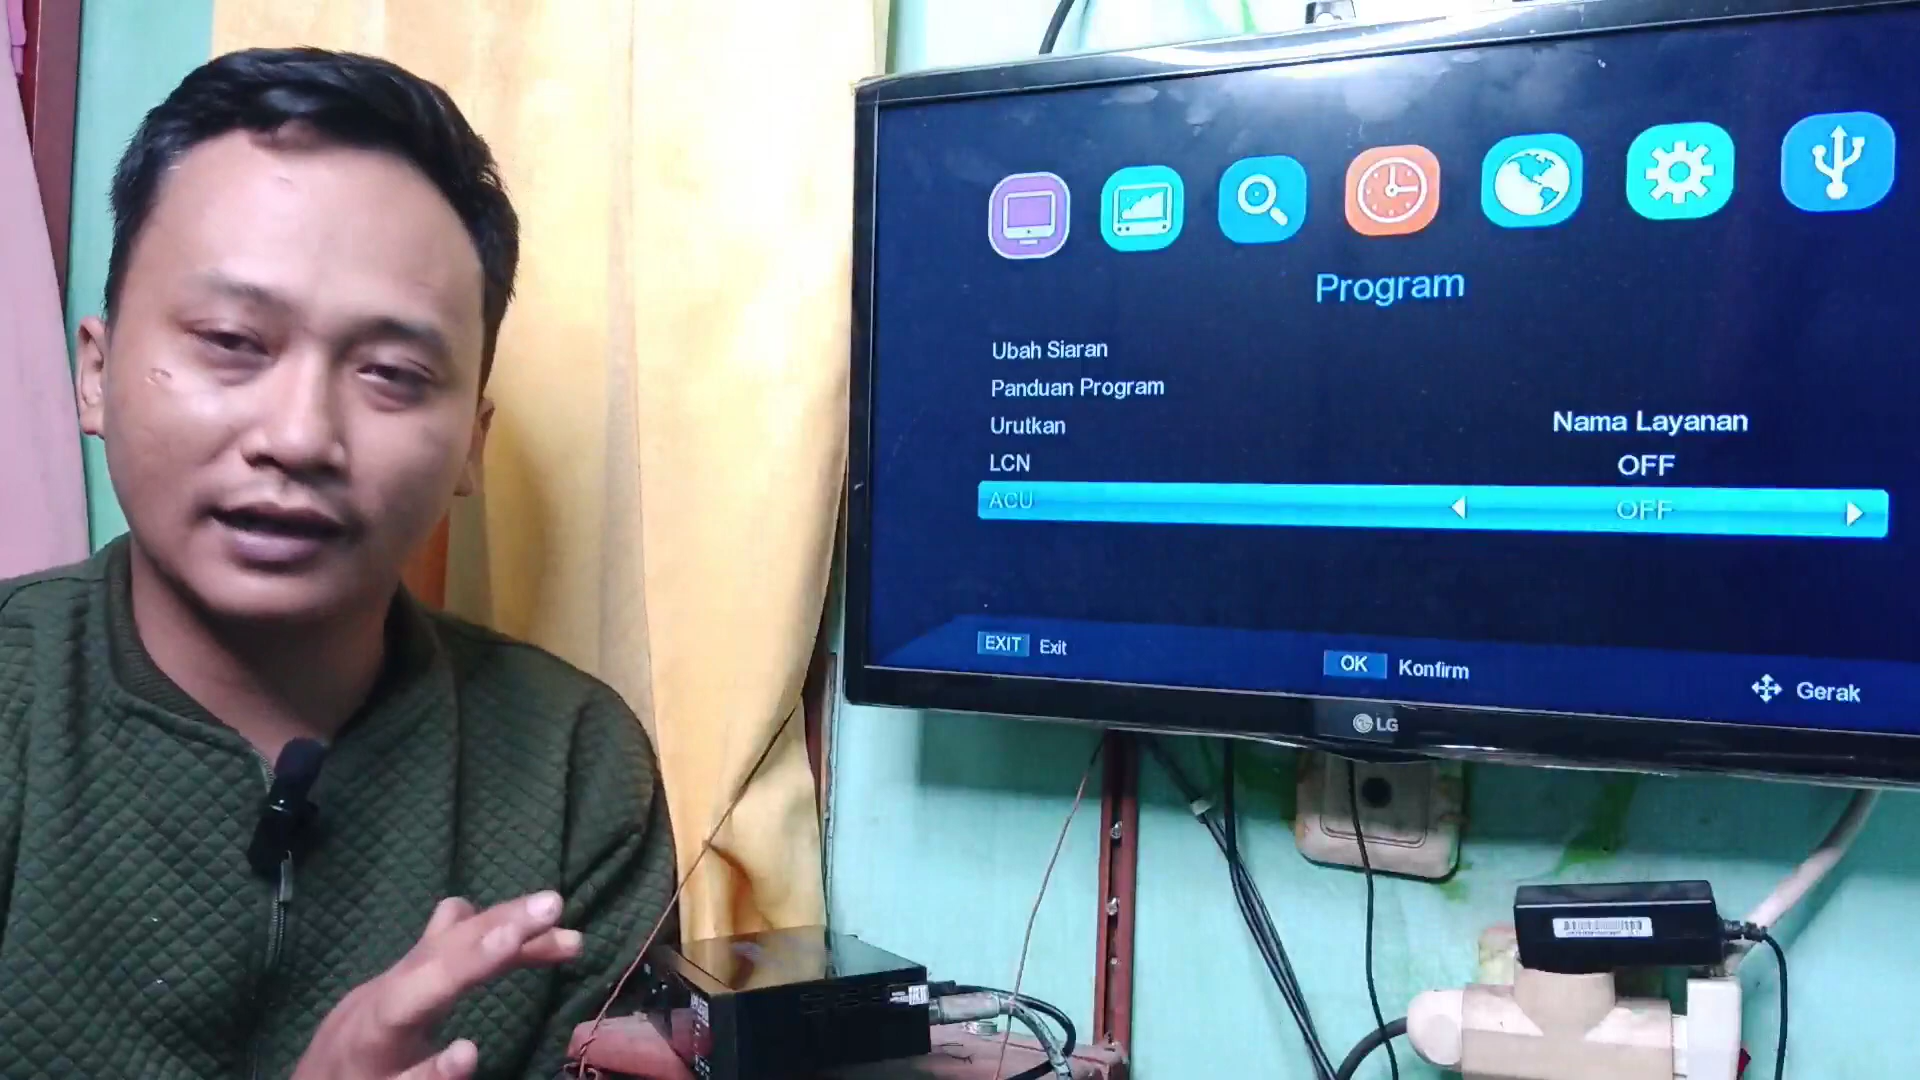 Program
Ubah Siaran
Panduan Program
Urutkan Nama Layanan
LCN OFF
ACU OFF
EXIT Exit
OK Konfirm
Gerak
LG